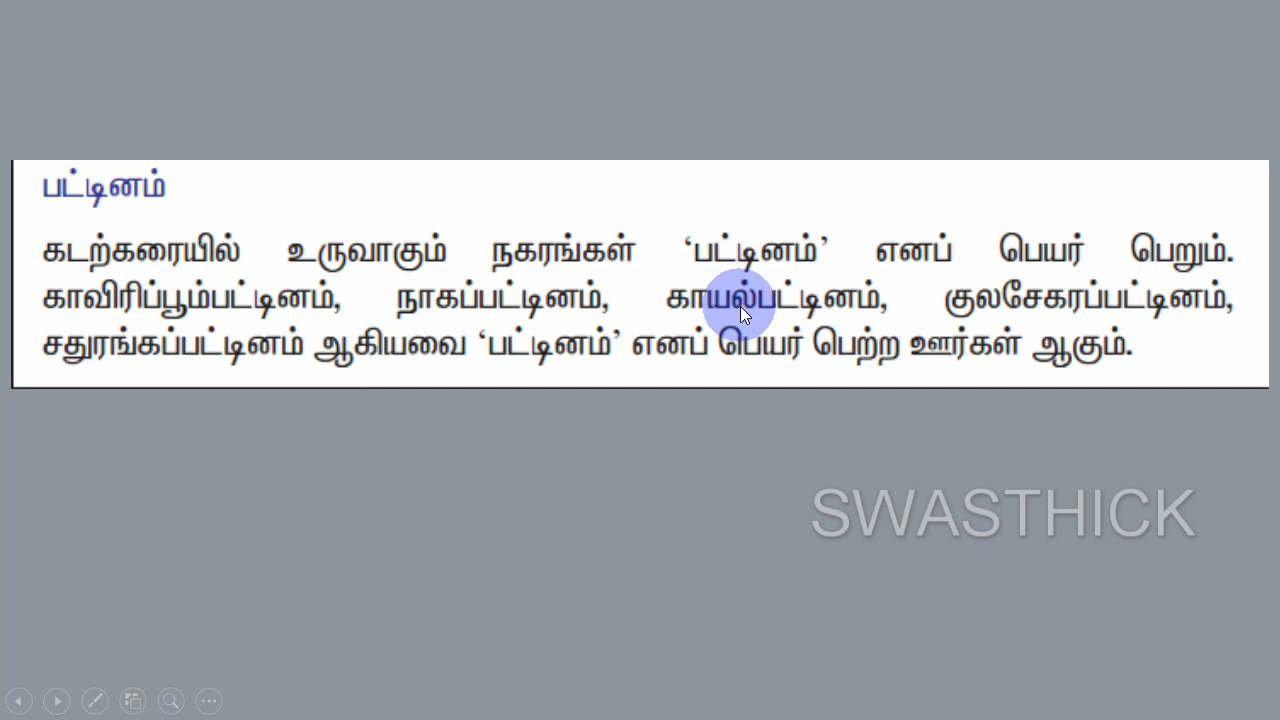 பட்டினம்
கடற்கரையில் உருவாகும் நகரங்கள் ‘பட்டினம்’ எனப் பெயர் பெறும்.
காவிரிப்பூம்பட்டினம், நாகப்பட்டினம், காயல்பட்டினம், குலசேகரப்பட்டினம்,
சதுரங்கப்பட்டினம் ஆகியவை ‘பட்டினம்’ எனப் பெயர் பெற்ற ஊர்கள் ஆகும்.
SWASTHICK